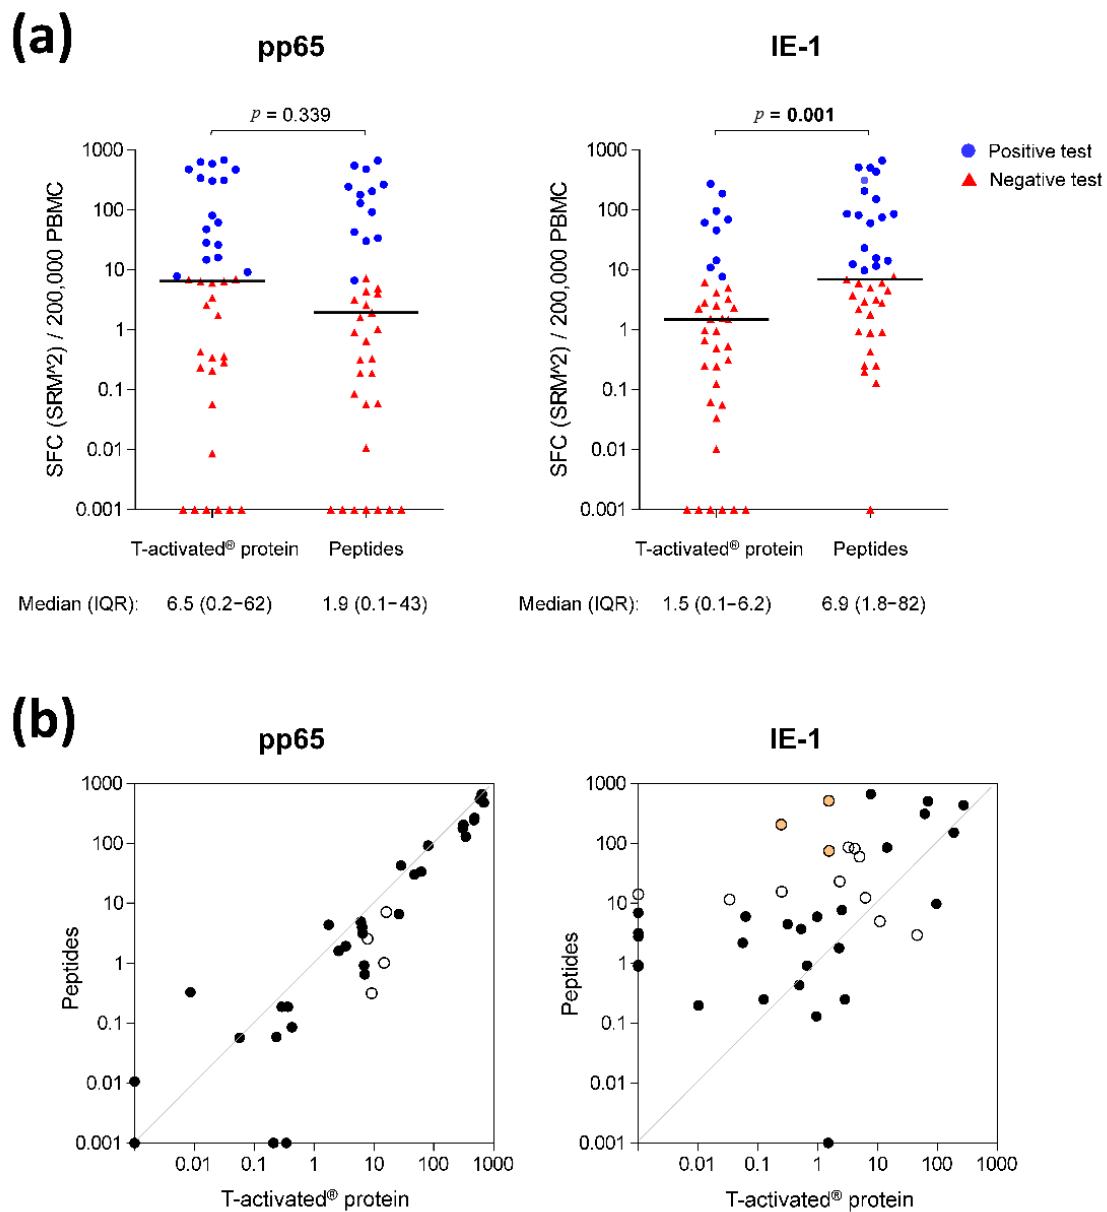 (a)
pp65
IE-1
p = 0.339
p = 0.001
Positive test
Negative test
SFC (SRM^2) / 200,000 PBMC
1000
100
10
1
0.1
0.01
0.001
SFC (SRM^2) / 200,000 PBMC
1000
100
10
1
0.1
0.01
0.001
T-activated® protein Peptides
T-activated® protein Peptides
Median (IQR): 6.5 (0.2−62) 1.9 (0.1−43)
Median (IQR): 1.5 (0.1−6.2) 6.9 (1.8−82)
(b)
pp65
IE-1
Peptides
1000
100
10
1
0.1
0.01
0.001
0.01 0.1 1 10 100 1000
T-activated® protein
Peptides
1000
100
10
1
0.1
0.01
0.001
0.01 0.1 1 10 100 1000
T-activated® protein